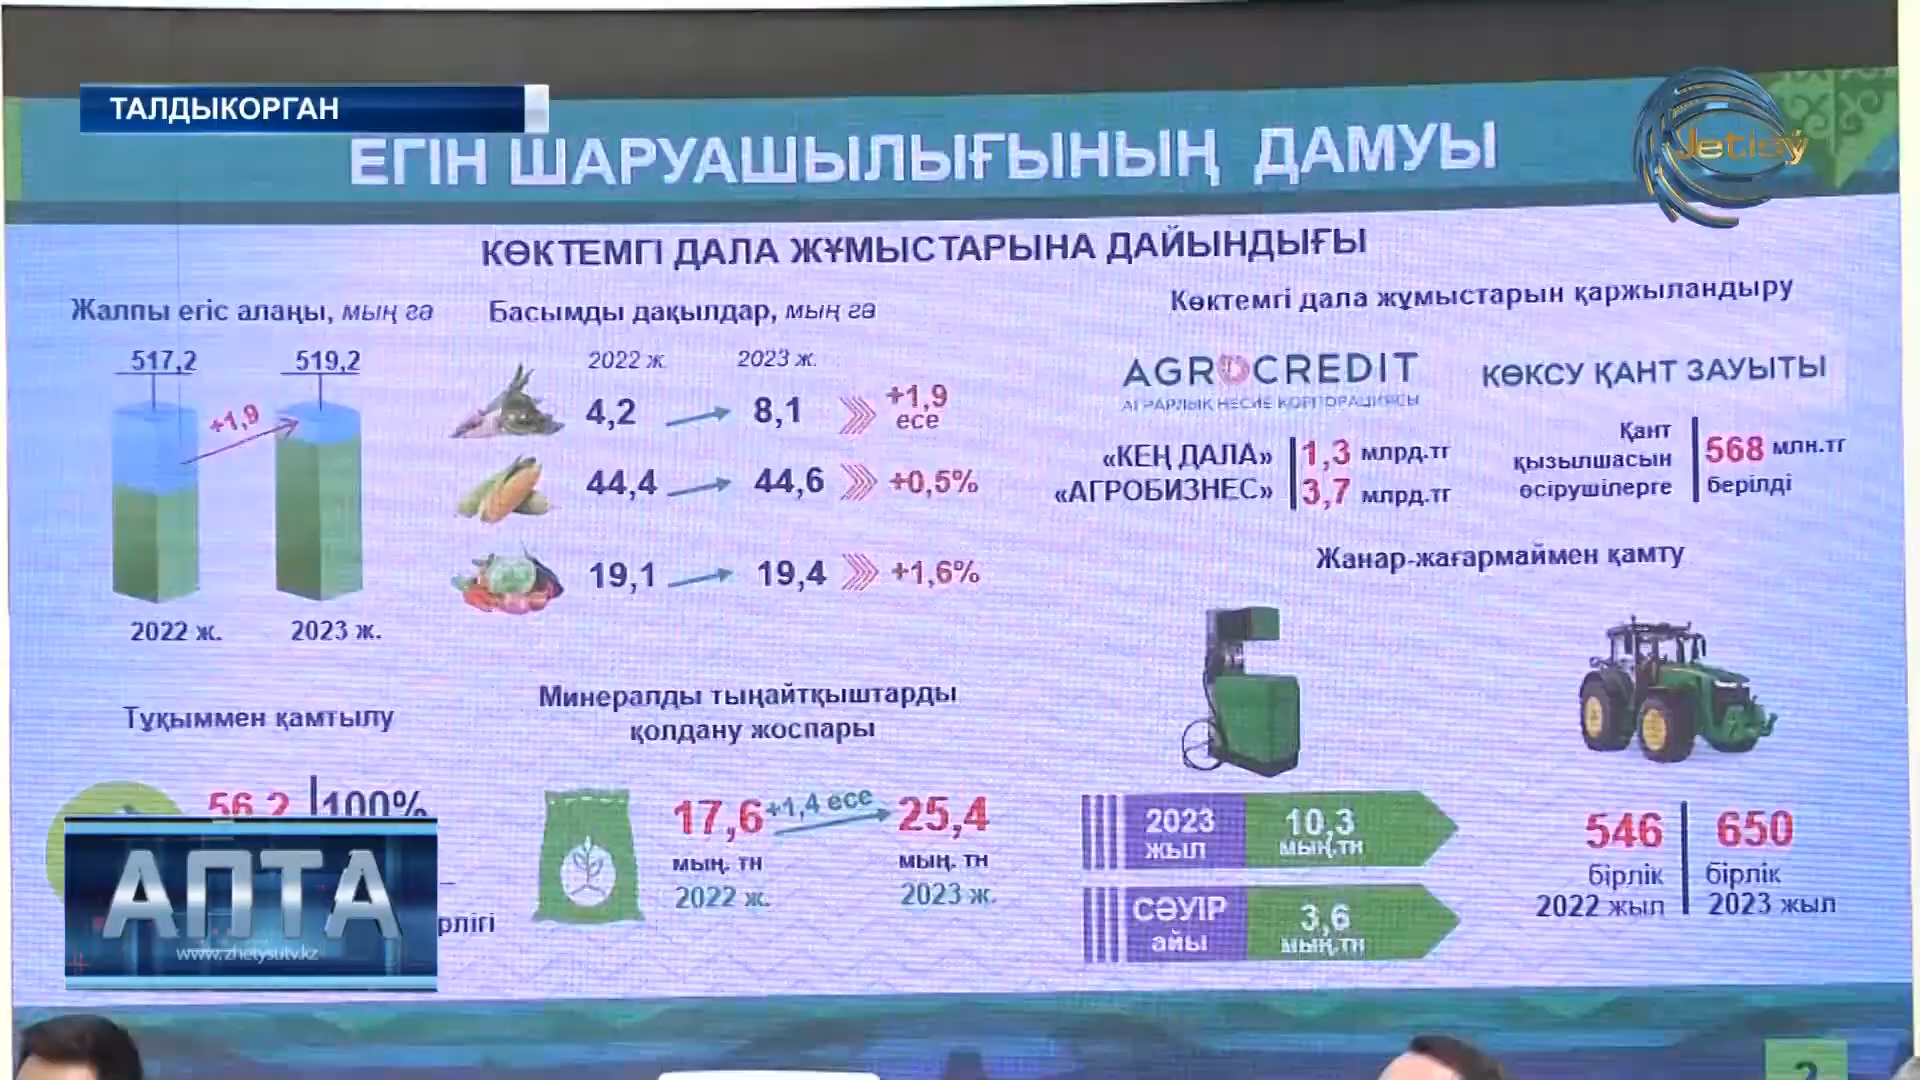 ТАЛДЫКОРГАН
Jetisý
ЕГІН ШАРУАШЫЛЫҒЫНЫҢ ДАМУЫ
КӨКТЕМГІ ДАЛА ЖҰМЫСТАРЫНА ДАЙЫНДЫҒЫ
Жалпы егіс алаңы, мың га
517,2
519,2
+1,9
2022 ж.
2023 ж.
Басымды дақылдар, мың га
2022 ж.
2023 ж.
4,2
8,1
+1,9
есе
44,4
44,6
+0,5%
19,1
19,4
+1,6%
Көктемгі дала жұмыстарын қаржыландыру
AGROCREDIT
АГРАРЛЫҚ НЕСИЕ КОРПОРАЦИЯСЫ
«КЕҢ ДАЛА»
1,3 млрд.тг
«АГРОБИЗНЕС»
3,7 млрд.тг
КӨКСУ ҚАНТ ЗАУЫТЫ
Қант
қызылшасын
өсірушілерге
568 млн.тг
берілді
Жанар-жағармаймен қамту
2023
жыл
10,3
мың.тн
СӘУІР
айы
3,6
мың.тн
546
бірлік
2022 жыл
650
бірлік
2023 жыл
Тұқыммен қамтылу
56,2
100%
рлігі
Минералды тыңайтқыштарды
қолдану жоспары
17,6
+1,4 есе
25,4
мың. тн
мың. тн
2022 ж.
2023 ж.
АПТА
www.zhetysutv.kz
2